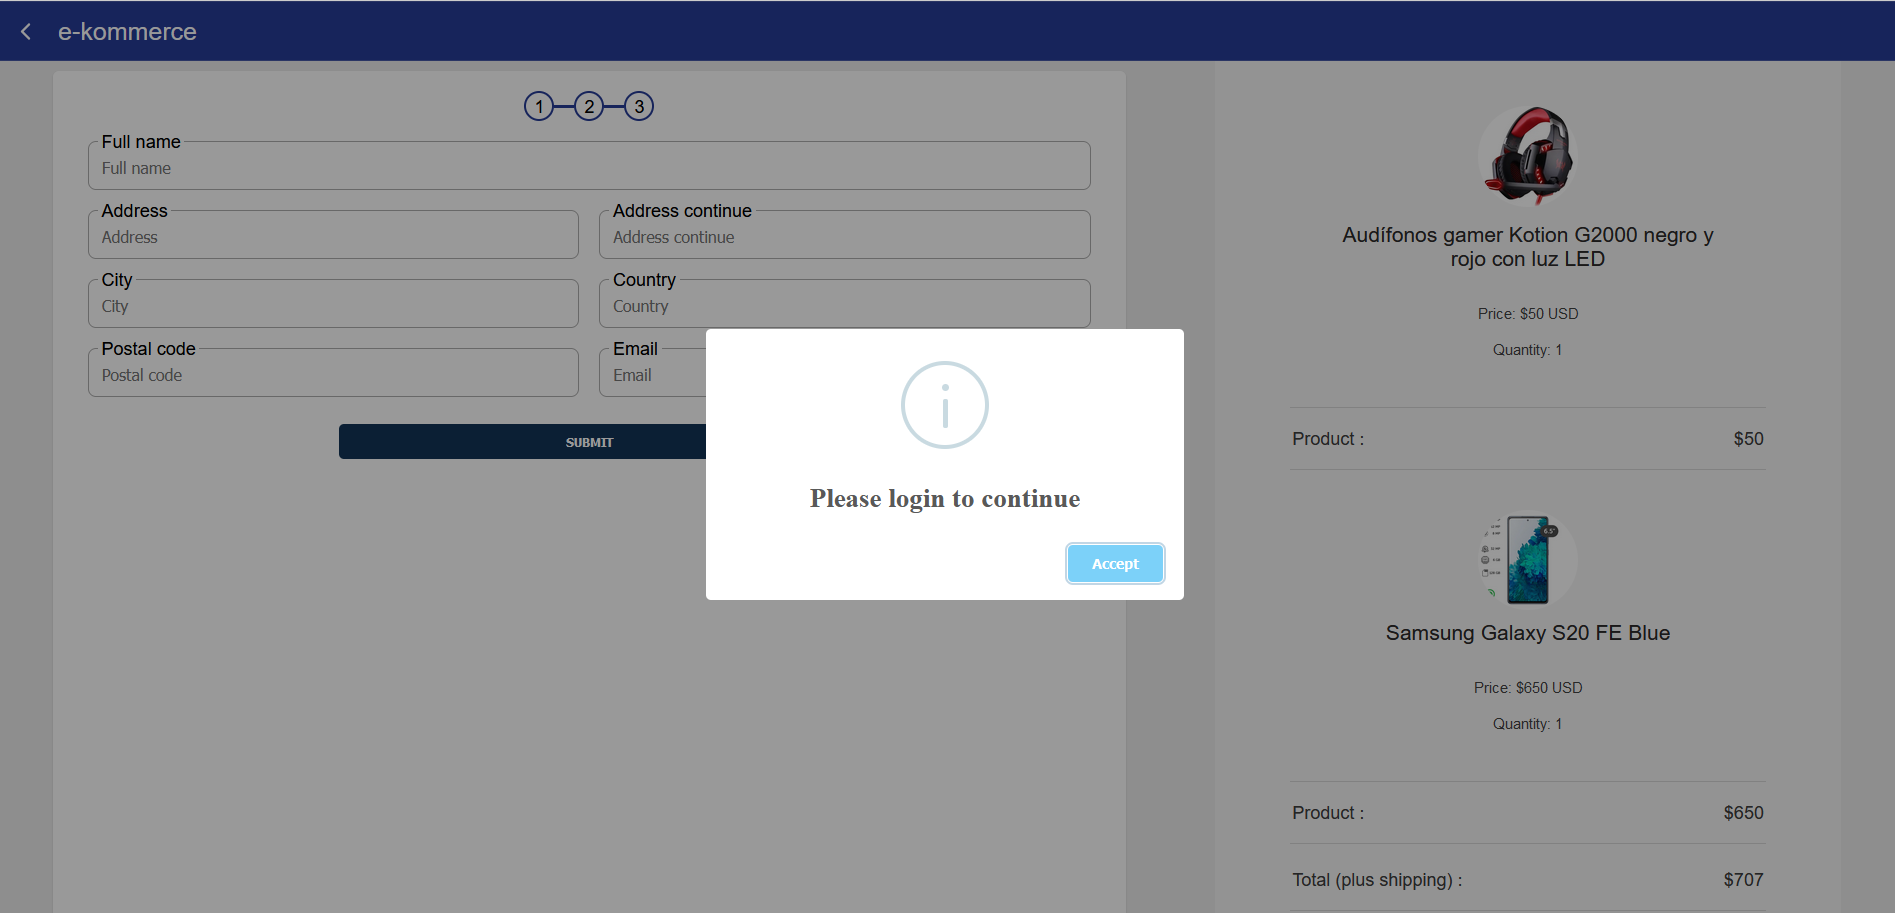 e-kommerce
1 2 3
Full name
Full name
Address
Address
Address continue
Address continue
City
City
Country
Country
Postal code
Postal code
Email
Email
SUBMIT
Please login to continue
Accept
Audífonos gamer Kotion G2000 negro y
rojo con luz LED
Price: $50 USD
Quantity: 1
Product : $50
6.5"
Samsung Galaxy S20 FE Blue
Price: $650 USD
Quantity: 1
Product : $650
Total (plus shipping) : $707